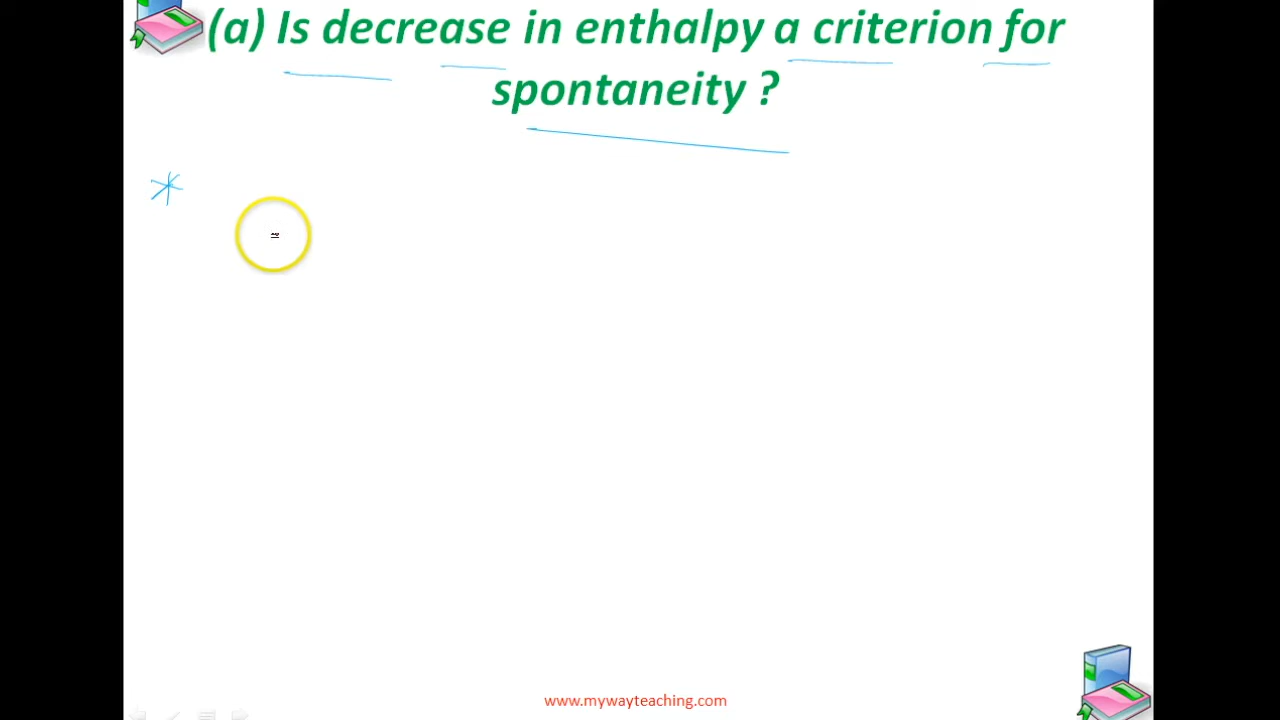 (a) Is decrease in enthalpy a criterion for
spontaneity ?
www.mywayteaching.com